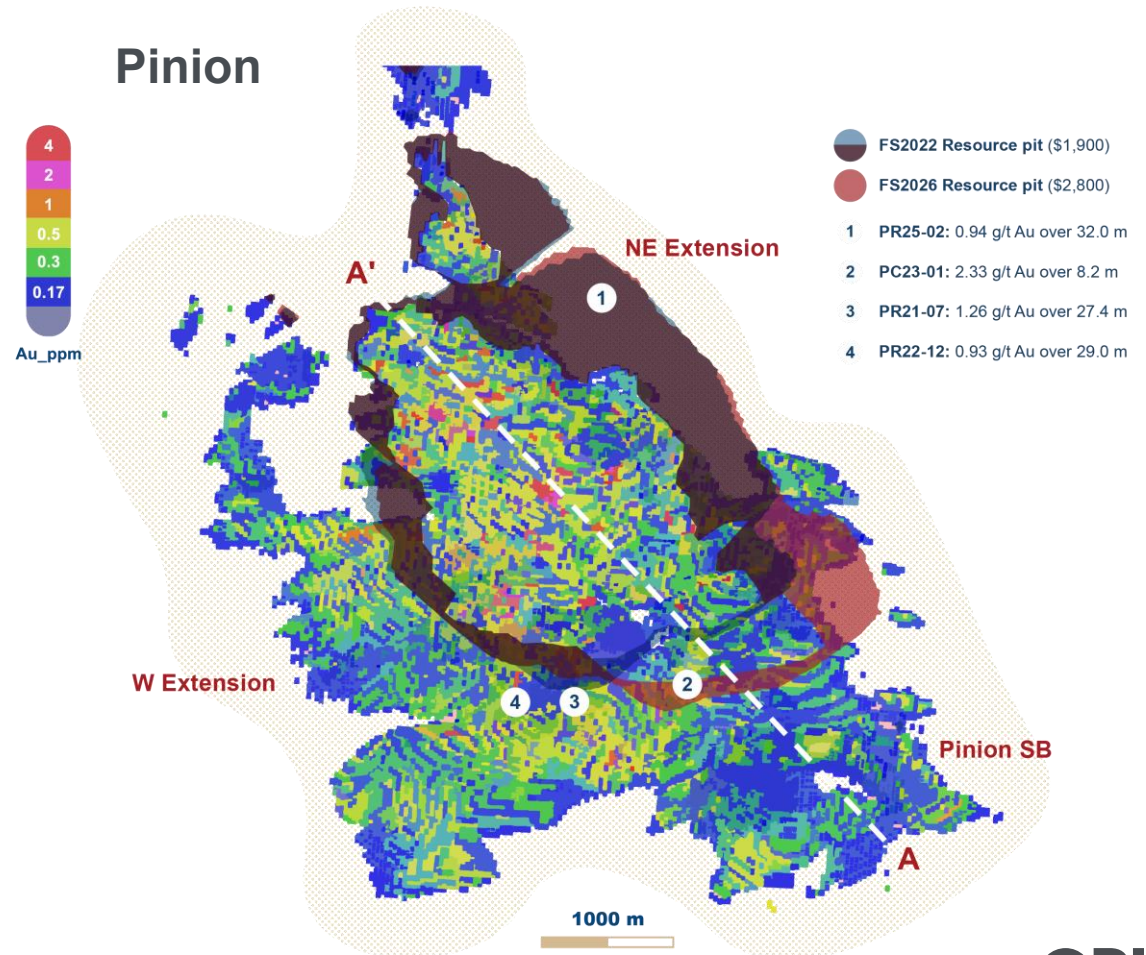 Pinion
4
2
1
0.5
0.3
0.17
Au_ppm
FS2022 Resource pit ($1,900)
FS2026 Resource pit ($2,800)
1 PR25-02: 0.94 g/t Au over 32.0 m
2 PC23-01: 2.33 g/t Au over 8.2 m
3 PR21-07: 1.26 g/t Au over 27.4 m
4 PR22-12: 0.93 g/t Au over 29.0 m
NE Extension
A'
1
W Extension
2
4
3
Pinion SB
A
1000 m